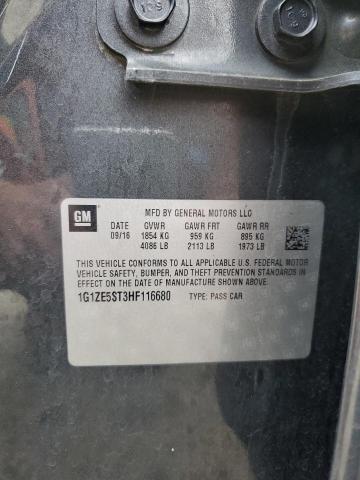 GM
MFD BY GENERAL MOTORS LLC
DATE GVWR GAWR FRT GAWR RR
09/16 1854 KG 959 KG 895 KG
4086 LB 2113 LB 1973 LB
THIS VEHICLE CONFORMS TO ALL APPLICABLE U.S. FEDERAL MOTOR
VEHICLE SAFETY, BUMPER, AND THEFT PREVENTION STANDARDS
IN EFFECT ON THE DATE OF MANUFACTURE SHOWN ABOVE.
1G1ZE5ST3HF116680 TYPE: PASS CAR